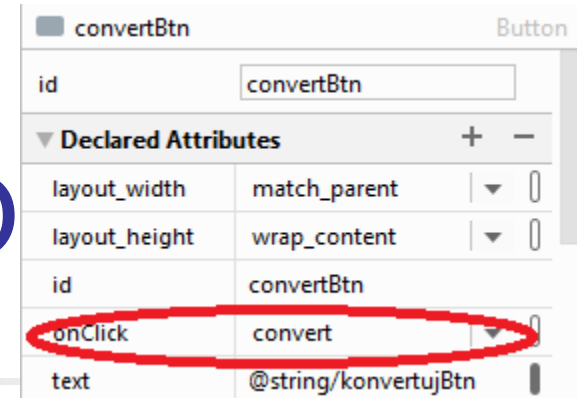 convertBtn Button
id convertBtn
Declared Attributes + −
layout_width match_parent
layout_height wrap_content
id convertBtn
onClick convert
text @string/konvertujBtn